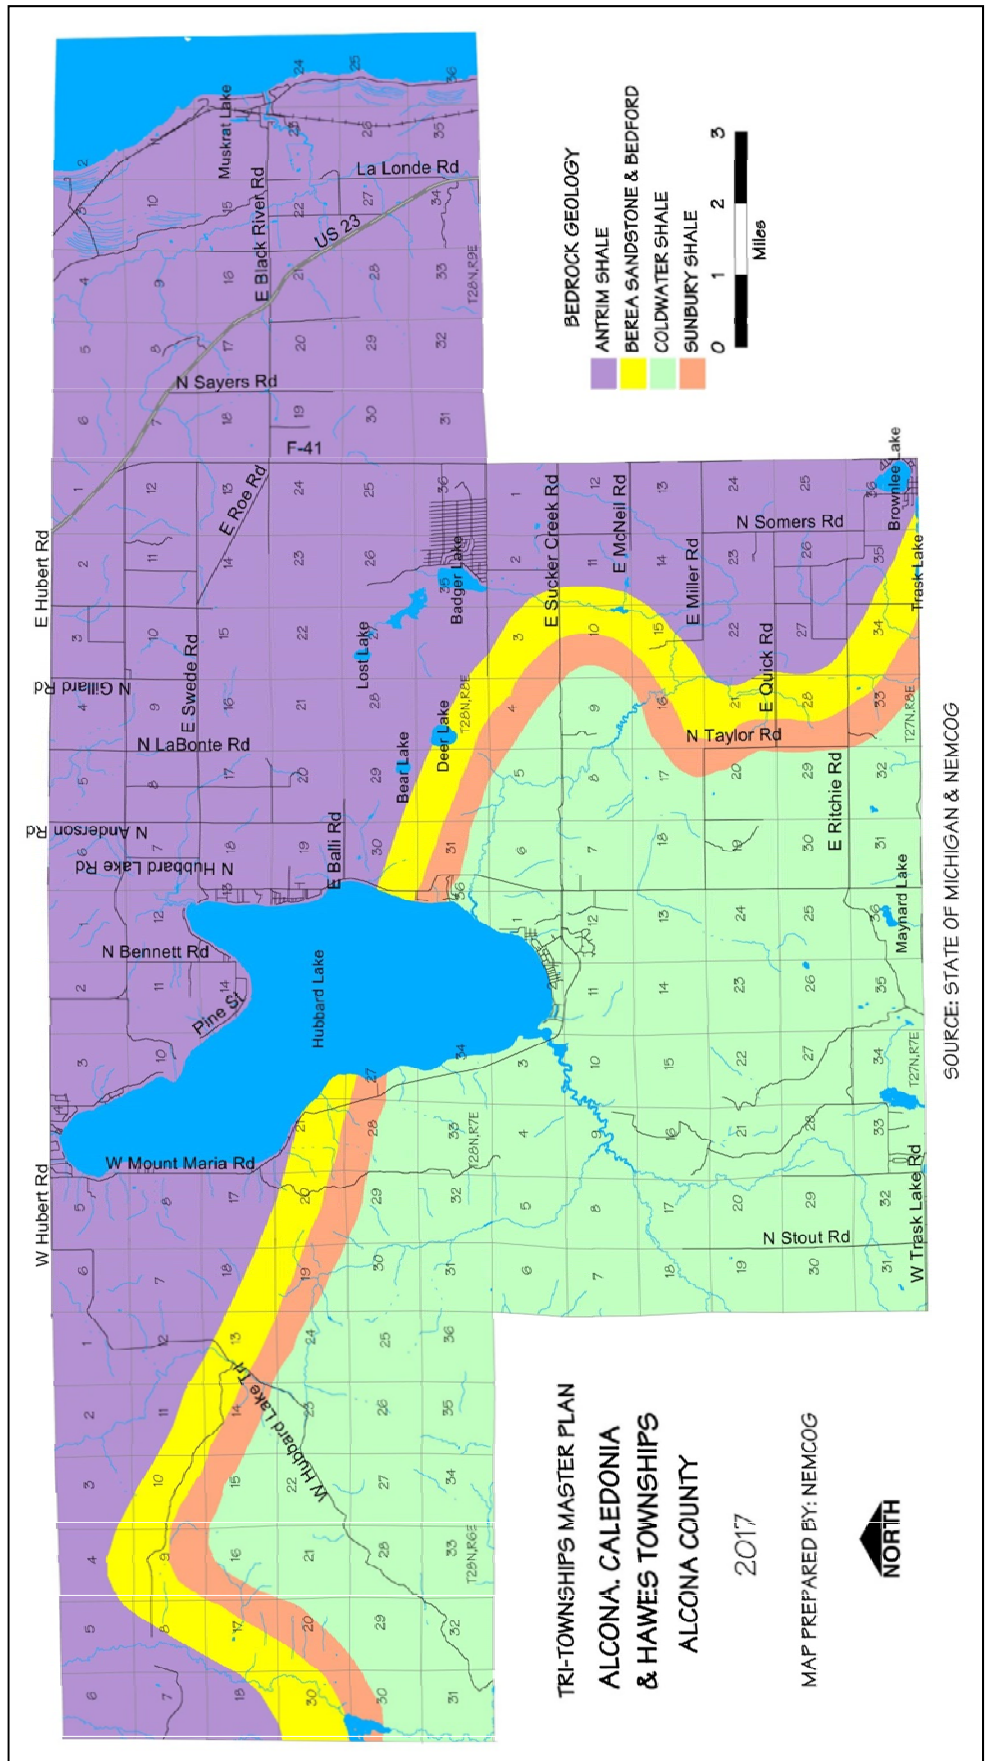 TRI-TOWNSHIPS MASTER PLAN
ALCONA, CALEDONIA
& HAWES TOWNSHIPS
ALCONA COUNTY
2017
MAP PREPARED BY: NEMCOG
NORTH
BEDROCK GEOLOGY
ANTRIM SHALE
BEREA SANDSTONE & BEDFORD
COLDWATER SHALE
SUNBURY SHALE
0 1 2 3
Miles
SOURCE: STATE OF MICHIGAN & NEMCOG
W Hubert Rd
E Hubert Rd
N Gillard Rd
N Anderson Rd
N Hubbard Lake Rd
N Bennett Rd
Pine St
W Mount Maria Rd
Hubbard Lake
W Hubbard Lake Trl
E Swede Rd
N LaBonte Rd
E Balli Rd
E Roe Rd
F-41
N Sayers Rd
US 23
E Black River Rd
La Londe Rd
Muskrat Lake
Lost Lake
Bear Lake
Deer Lake
Badger Lake
E Sucker Creek Rd
E McNeil Rd
E Miller Rd
N Somers Rd
E Quick Rd
N Taylor Rd
E Ritchie Rd
Brownlee Lake
Trask Lake
Maynard Lake
N Stout Rd
W Trask Lake Rd
T28N,R6E
T28N,R7E
T28N,R8E
T28N,R9E
T27N,R7E
T27N,R8E